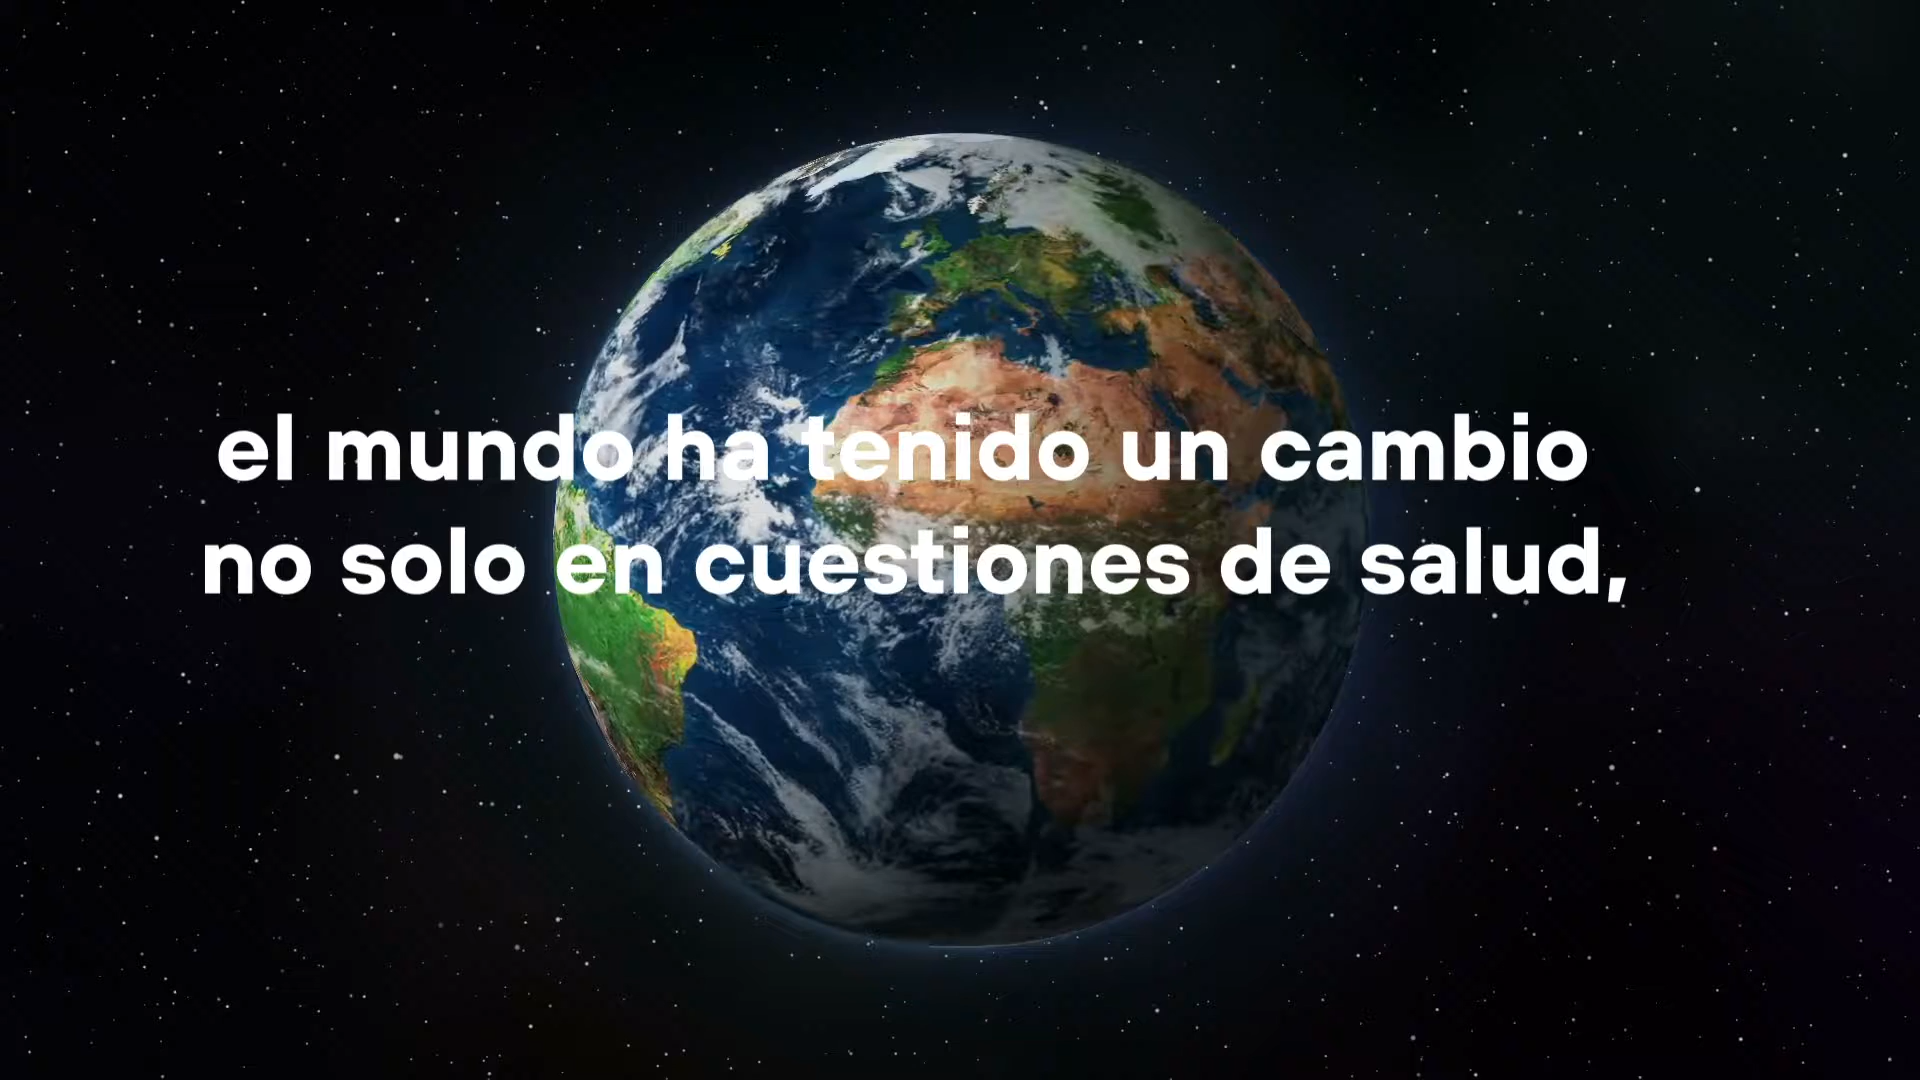 el mundo ha tenido un cambio
no solo en cuestiones de salud,